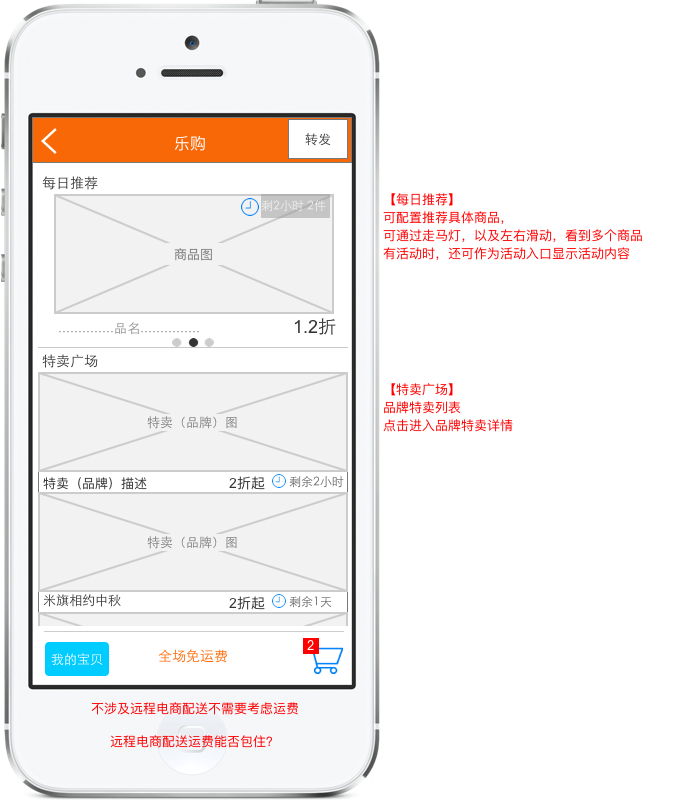 乐购
转发
每日推荐
剩2小时 2件
商品图
品名
1.2折
特卖广场
特卖（品牌）图
特卖（品牌）描述
2折起
剩余2小时
特卖（品牌）图
米旗相约中秋
2折起
剩余1天
我的宝贝
全场免运费
2
不涉及远程电商配送不需要考虑运费
远程电商配送运费能否包住?
【每日推荐】
可配置推荐具体商品，
可通过走马灯，以及左右滑动，看到多个商品
有活动时，还可作为活动入口显示活动内容
【特卖广场】
品牌特卖列表
点击进入品牌特卖详情